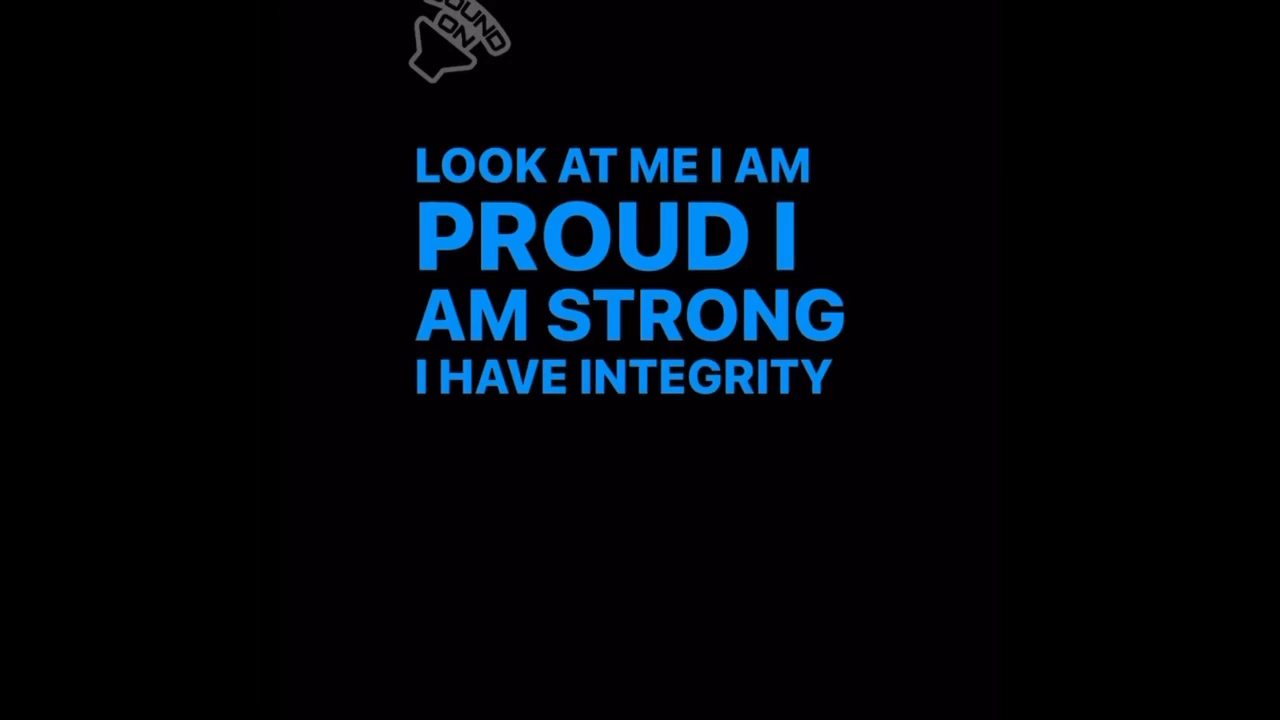 SOUND
ON
LOOK AT ME I AM
PROUD I
AM STRONG
I HAVE INTEGRITY